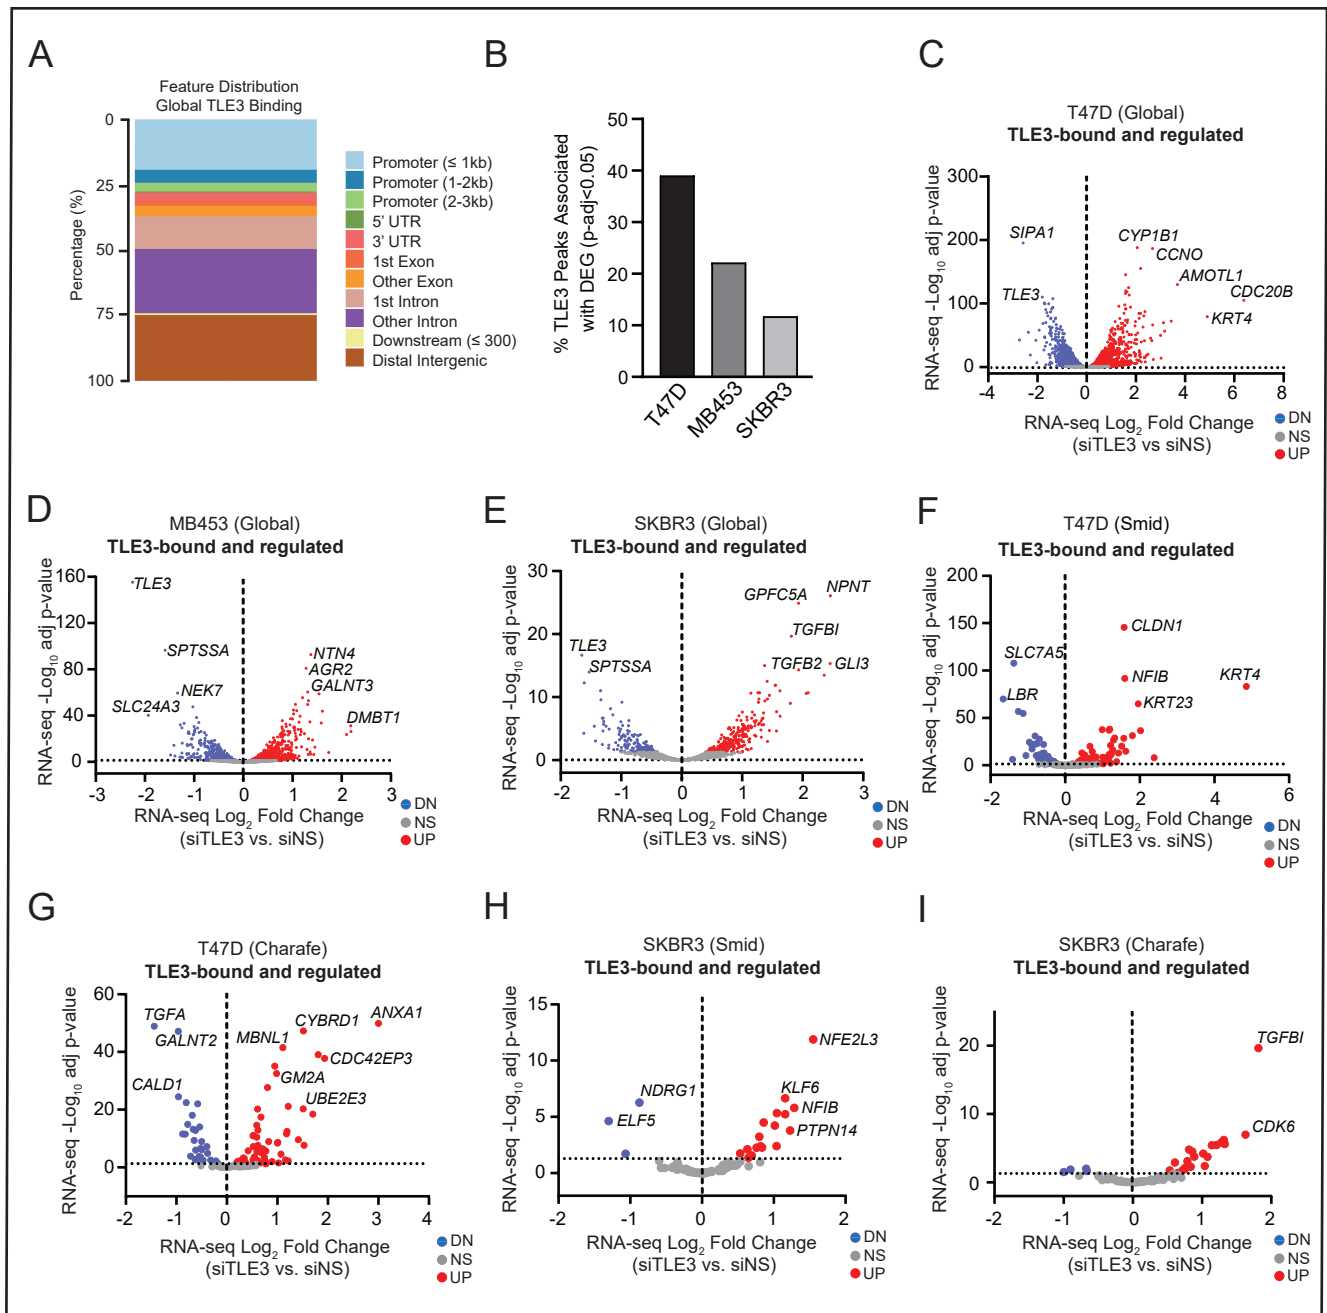 A
Feature Distribution
Global TLE3 Binding
Percentage (%)
0
25
50
75
100
Promoter (≤ 1kb)
Promoter (1-2kb)
Promoter (2-3kb)
5' UTR
3' UTR
1st Exon
Other Exon
1st Intron
Other Intron
Downstream (≤ 300)
Distal Intergenic
B
% TLE3 Peaks Associated
with DEG (p-adj<0.05)
50
40
30
20
10
0
T47D
MB453
SKBR3
C
T47D (Global)
TLE3-bound and regulated
RNA-seq -Log10 adj p-value
300
200
100
0
SIPA1
TLE3
CYP1B1
CCNO
AMOTL1
CDC20B
KRT4
-4 -2 0 2 4 6 8
RNA-seq Log2 Fold Change
(siTLE3 vs siNS)
DN
NS
UP
D
MB453 (Global)
TLE3-bound and regulated
RNA-seq -Log10 adj p-value
160
120
80
40
0
TLE3
SPTSSA
NEK7
SLC24A3
NTN4
AGR2
GALNT3
DMBT1
-3 -2 -1 0 1 2 3
RNA-seq Log2 Fold Change
(siTLE3 vs. siNS)
DN
NS
UP
E
SKBR3 (Global)
TLE3-bound and regulated
RNA-seq -Log10 adj p-value
30
20
10
0
TLE3
SPTSSA
GPFC5A
NPNT
TGFBI
TGFB2
GLI3
-2 -1 0 1 2
RNA-seq Log2 Fold Change
(siTLE3 vs. siNS)
DN
NS
UP
F
T47D (Smid)
TLE3-bound and regulated
RNA-seq -Log10 adj p-value
200
150
100
50
0
SLC7A5
LBR
CLDN1
NFIB
KRT23
KRT4
-2 0 2 4 6
RNA-seq Log2 Fold Change
(siTLE3 vs. siNS)
DN
NS
UP
G
T47D (Charafe)
TLE3-bound and regulated
RNA-seq -Log10 adj p-value
60
40
20
0
TGFA
GALNT2
CALD1
MBNL1
CYBRD1
ANXA1
CDC42EP3
GM2A
UBE2E3
-2 -1 0 1 2 3 4
RNA-seq Log2 Fold Change
(siTLE3 vs. siNS)
DN
NS
UP
H
SKBR3 (Smid)
TLE3-bound and regulated
RNA-seq -Log10 adj p-value
15
10
5
0
NDRG1
ELF5
NFE2L3
KLF6
NFIB
PTPN14
-2 -1 0 1 2
RNA-seq Log2 Fold Change
(siTLE3 vs. siNS)
DN
NS
UP
I
SKBR3 (Charafe)
TLE3-bound and regulated
RNA-seq -Log10 adj p-value
20
10
0
TGFBI
CDK6
-2 -1 0 1 2
RNA-seq Log2 Fold Change
(siTLE3 vs. siNS)
DN
NS
UP